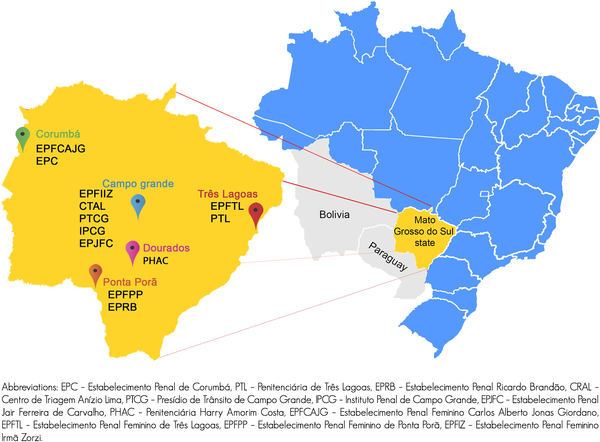 Corumbá
EPFCAJG
EPC
Campo grande
EPFIIZ
CTAL
PTCG
IPCG
EPJFC
Três Lagoas
EPFTL
PTL
Dourados
PHAC
Ponta Porã
EPFPP
EPRB
Bolivia
Paraguay
Mato
Grosso do Sul
state
Abbreviations: EPC - Estabelecimento Penal de Corumbá, PTL - Penitenciária de Três Lagoas, EPRB - Estabelecimento Penal Ricardo Brandão, CRAL -
Centro de Triagem Anízio Lima, PTCG - Presídio de Trânsito de Campo Grande, IPCG - Instituto Penal de Campo Grande, EPJFC - Estabelecimento Penal
Jair Ferreira de Carvalho, PHAC - Penitenciária Harry Amorim Costa, EPFCAJG - Estabelecimento Penal Feminino Carlos Alberto Jonas Giordano,
EPFTL - Estabelecimento Penal Feminino de Três Lagoas, EPFPP - Estabelecimento Penal Feminino de Ponta Porã, EPFIZ - Estabelecimento Penal Feminino
Irmã Zorzi.